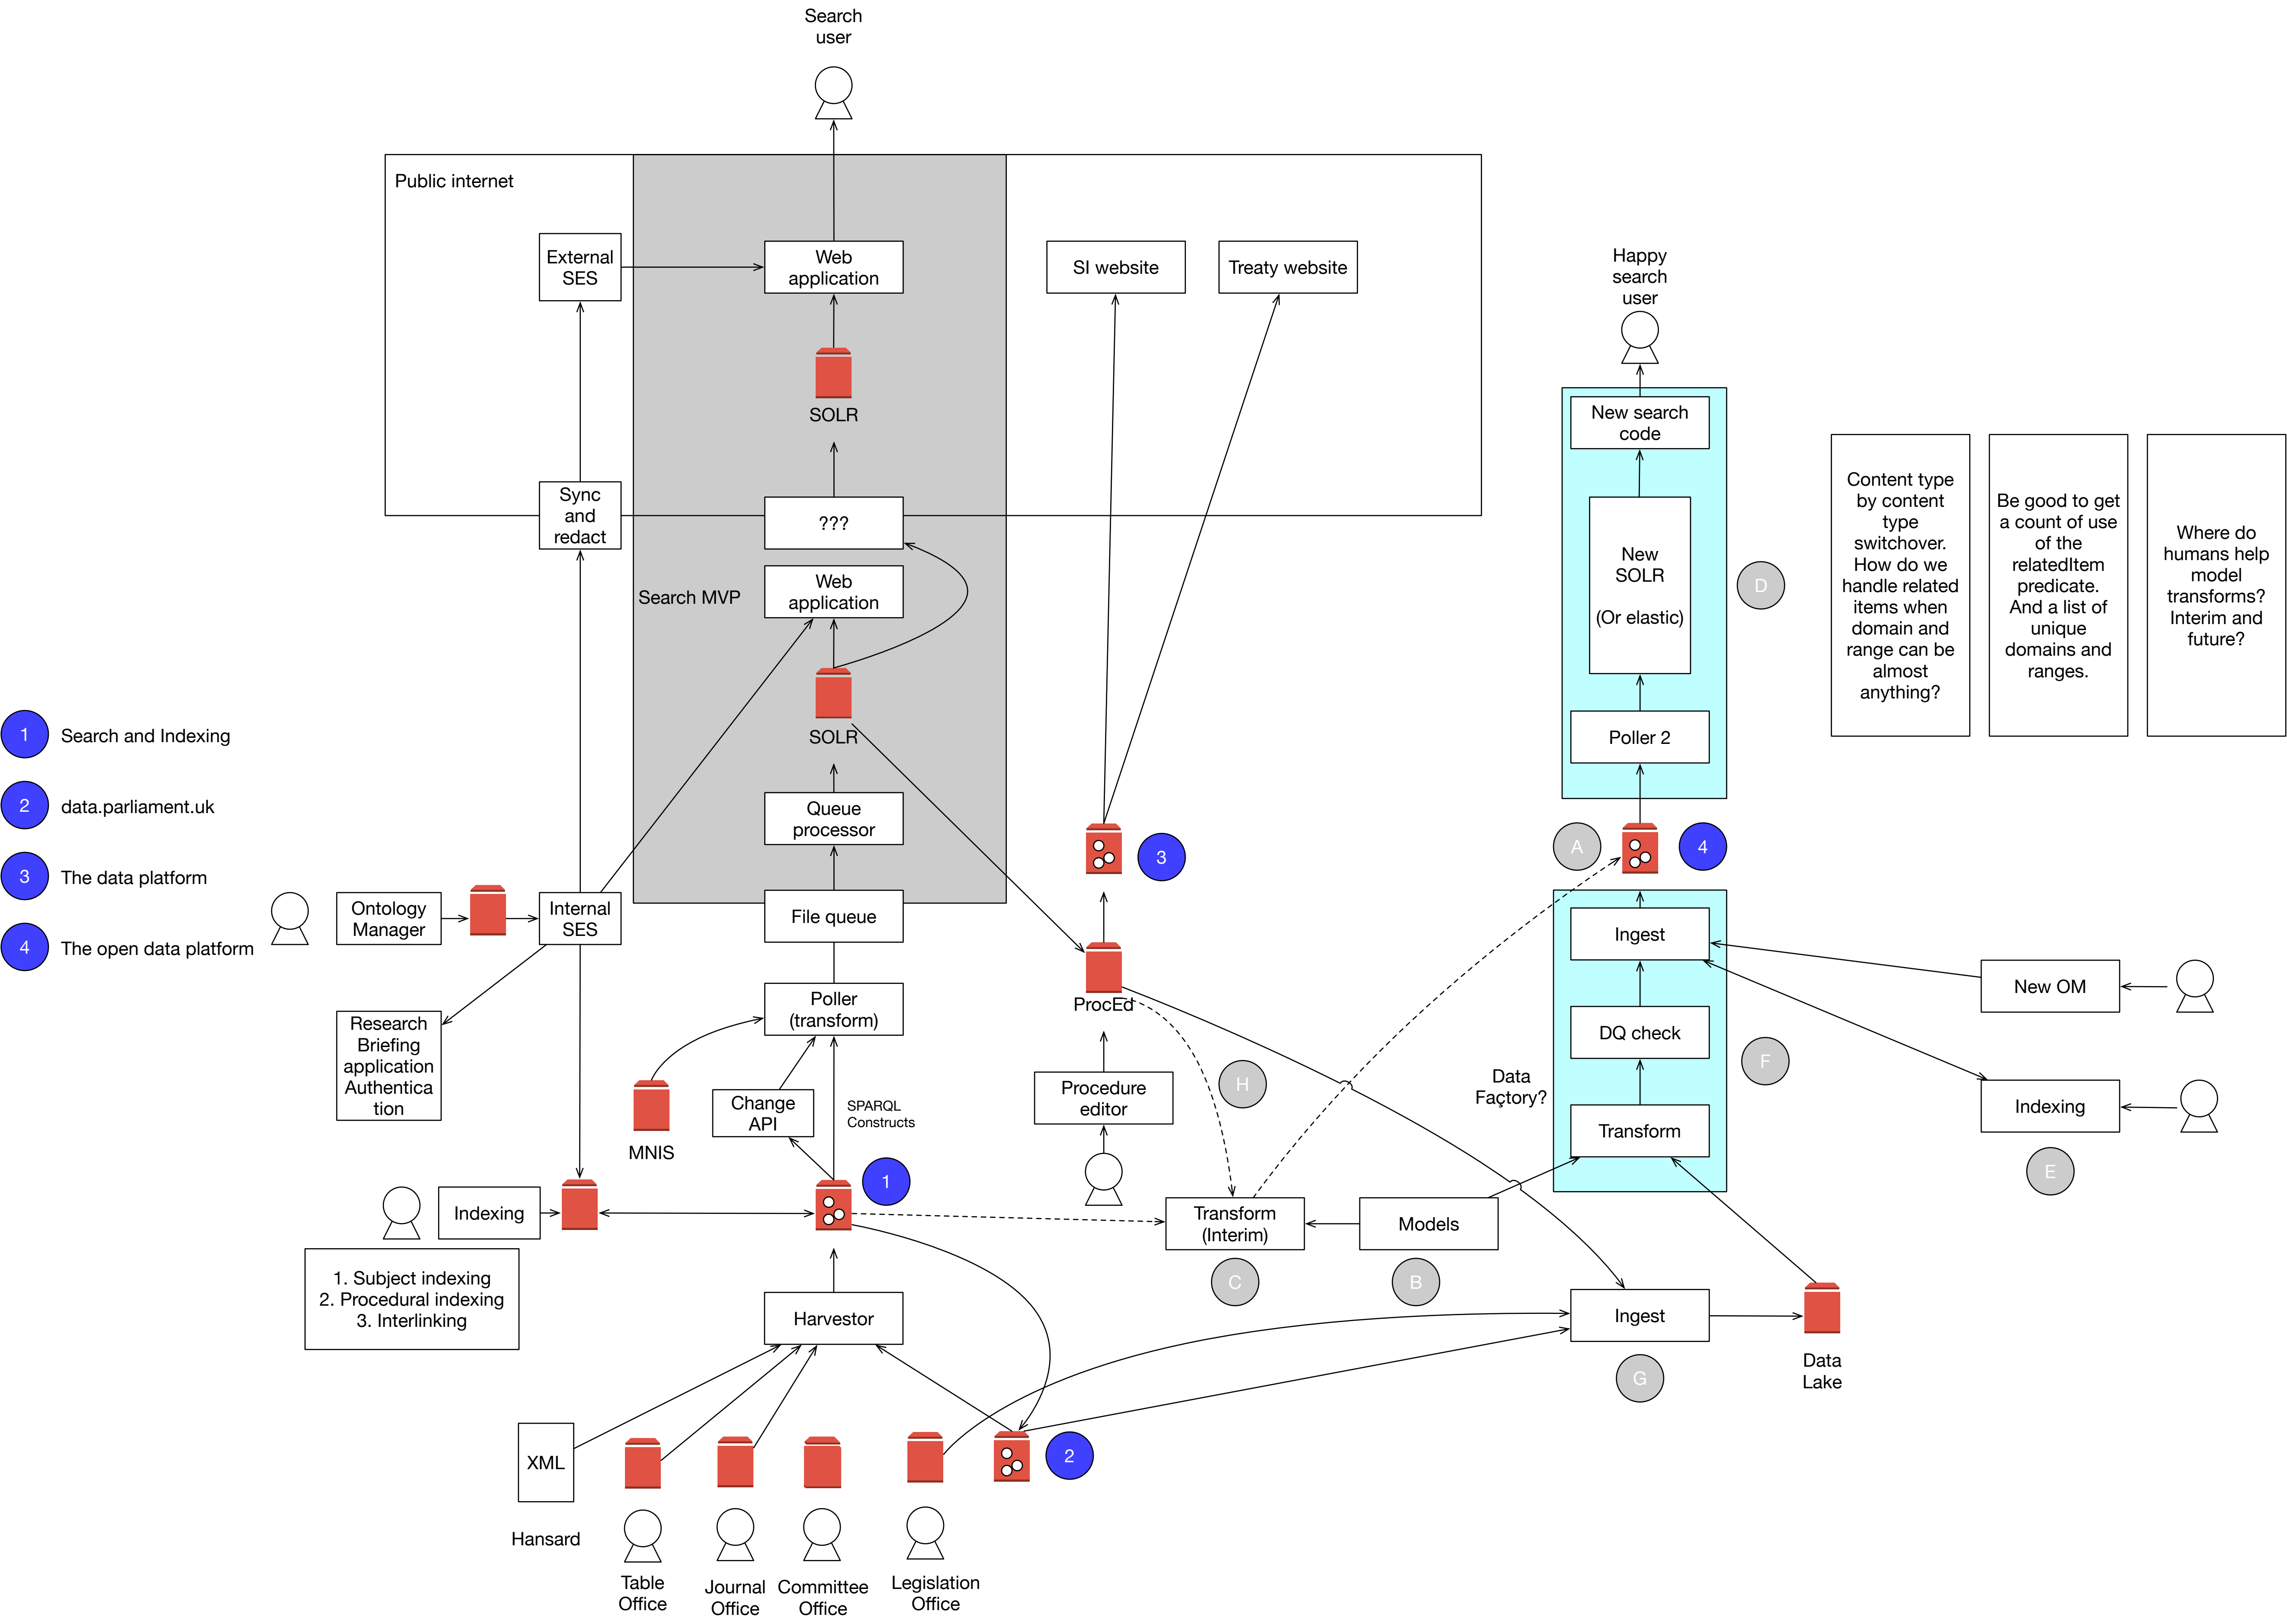 Search
user
Public internet
External
SES
Web
application
SI website
Treaty website
SOLR
Sync
and
redact
???
Search MVP
Web
application
SOLR
Queue
processor
File queue
Happy
search
user
New search
code
New
SOLR
(Or elastic)
Poller 2
D
Content type
by content
type
switchover.
How do we
handle related
items when
domain and
range can be
almost
anything?
Be good to get
a count of use
of the
relatedItem
predicate.
And a list of
unique
domains and
ranges.
Where do
humans help
model
transforms?
Interim and
future?
1
Search and Indexing
2
data.parliament.uk
3
The data platform
4
The open data platform
Ontology
Manager
Internal
SES
Research
Briefing
application
Authentica
tion
Poller
(transform)
MNIS
Change
API
SPARQL
Constructs
1
Indexing
1. Subject indexing
2. Procedural indexing
3. Interlinking
Harvestor
XML
Hansard
Table
Office
Journal
Office
Committee
Office
Legislation
Office
2
3
ProcEd
Procedure
editor
H
Transform
(Interim)
C
Models
B
A
4
Ingest
DQ check
Data
Façtory?
Transform
F
New OM
Indexing
E
Ingest
G
Data
Lake